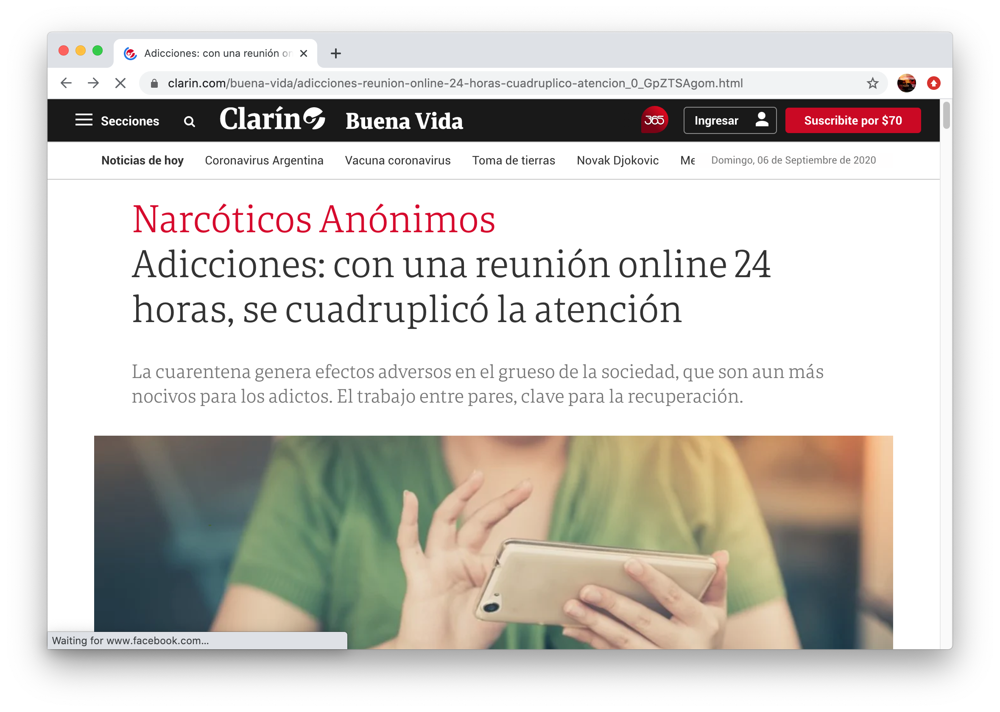 Adicciones: con una reunión on
clarin.com/buena-vida/adicciones-reunion-online-24-horas-cuadruplico-atencion_0_GpZTSAgom.html
Secciones Clarín Buena Vida 365 Ingresar Suscribite por $70
Noticias de hoy Coronavirus Argentina Vacuna coronavirus Toma de tierras Novak Djokovic Me Domingo, 06 de Septiembre de 2020
Narcóticos Anónimos
Adicciones: con una reunión online 24
horas, se cuadruplicó la atención
La cuarentena genera efectos adversos en el grueso de la sociedad, que son aun más
nocivos para los adictos. El trabajo entre pares, clave para la recuperación.
Waiting for www.facebook.com...